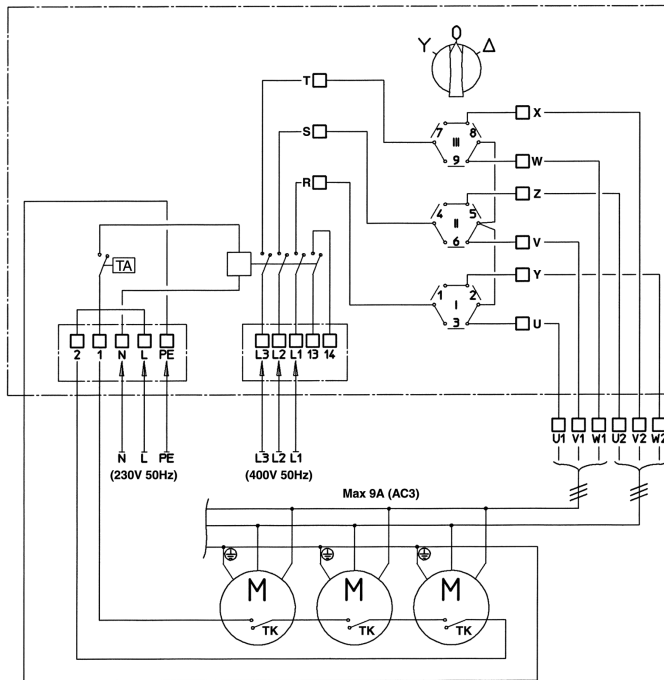 Y 0 Δ
T
X
7 8
III
9
W
S
Z
R
4 5
II
6
V
Y
TA
1 2
I
3
U
2 1 N L PE
L3 L2 L1 13 14
U1 V1 W1 U2 V2 W2
N L PE
L3 L2 L1
(230V 50Hz)
(400V 50Hz)
Max 9A (AC3)
M M M
TK TK TK